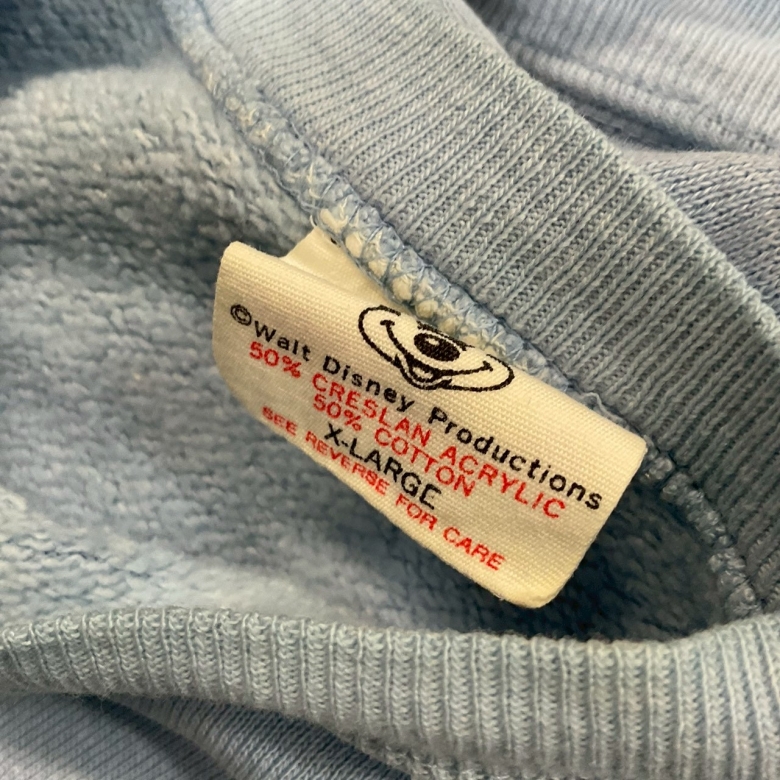 ©Walt Disney Productions
50% CRESLAN ACRYLIC
50% COTTON
X-LARGE
SEE REVERSE FOR CARE